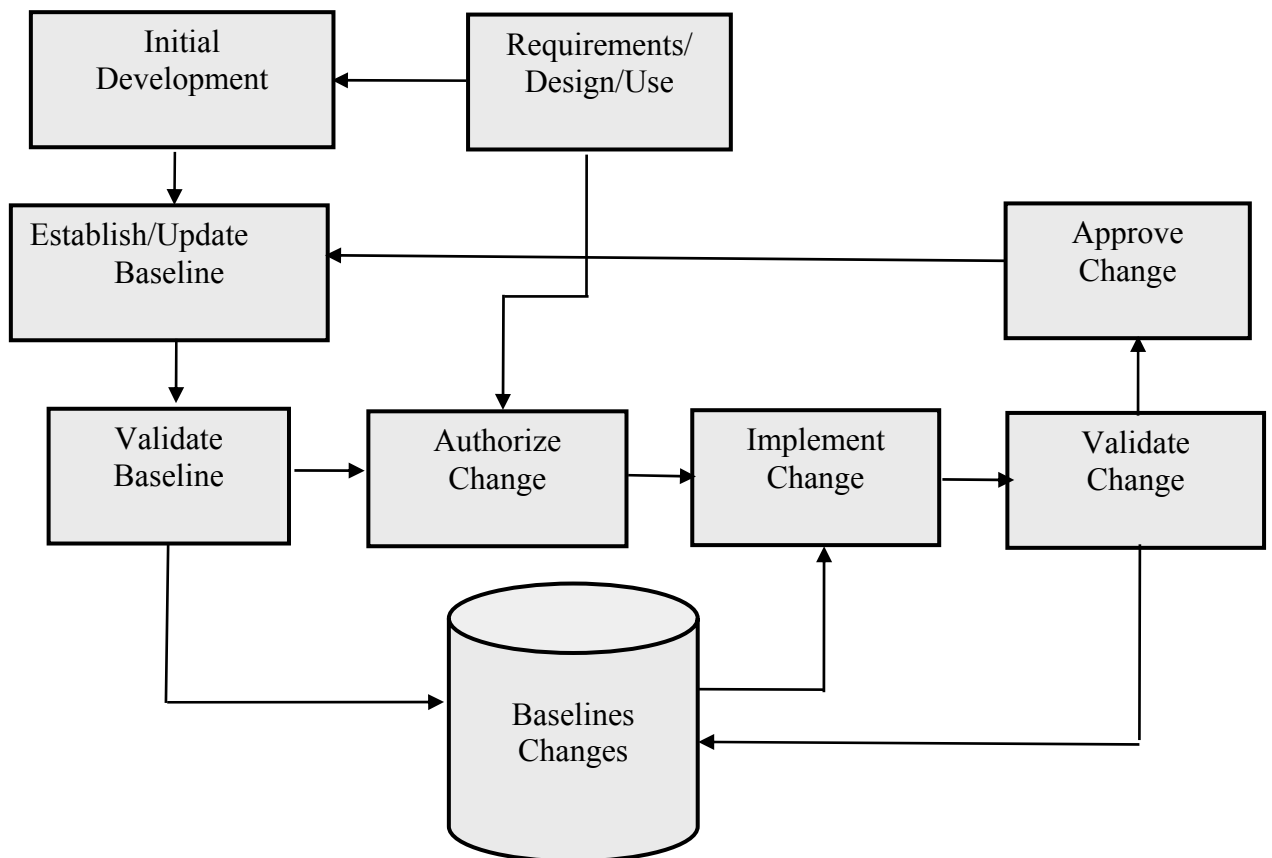 Initial
Development
Requirements/
Design/Use
Establish/Update
Baseline
Approve
Change
Validate
Baseline
Authorize
Change
Implement
Change
Validate
Change
Baselines
Changes